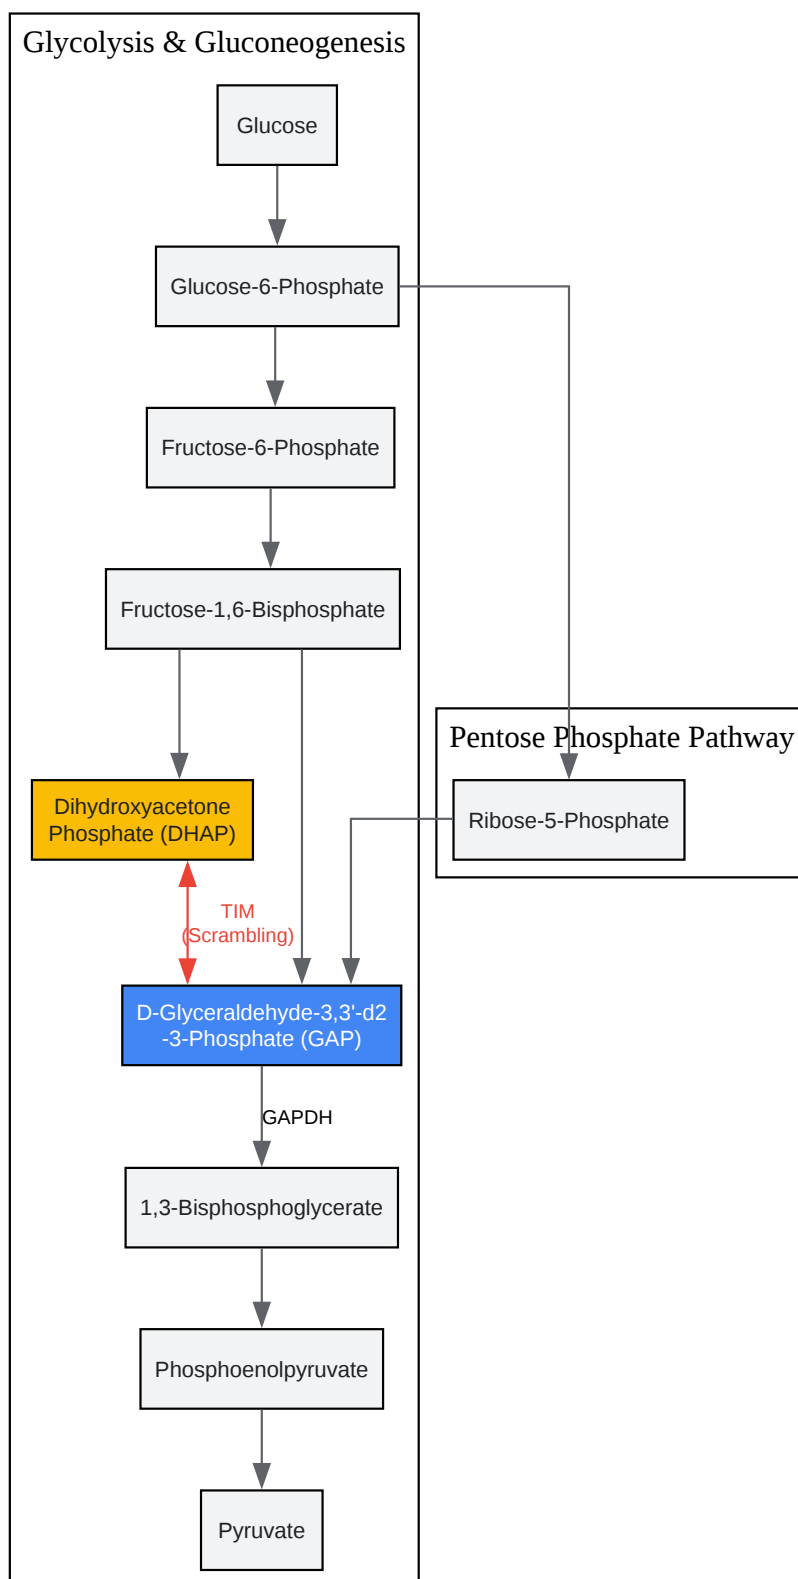 Glycolysis & Gluconeogenesis
Glucose
Glucose-6-Phosphate
Fructose-6-Phosphate
Fructose-1,6-Bisphosphate
Pentose Phosphate Pathway
Dihydroxyacetone
Phosphate (DHAP)
Ribose-5-Phosphate
TIM
(Scrambling)
D-Glyceraldehyde-3,3'-d2
-3-Phosphate (GAP)
GAPDH
1,3-Bisphosphoglycerate
Phosphoenolpyruvate
Pyruvate